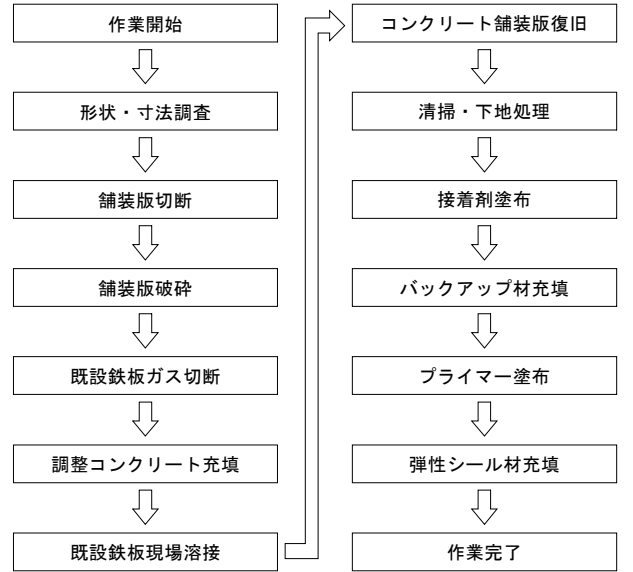 作業開始
形状・寸法調査
舗装版切断
舗装版破砕
既設鉄板ガス切断
調整コンクリート充填
既設鉄板現場溶接
コンクリート舗装版復旧
清掃・下地処理
接着剤塗布
バックアップ材充填
プライマー塗布
弾性シール材充填
作業完了